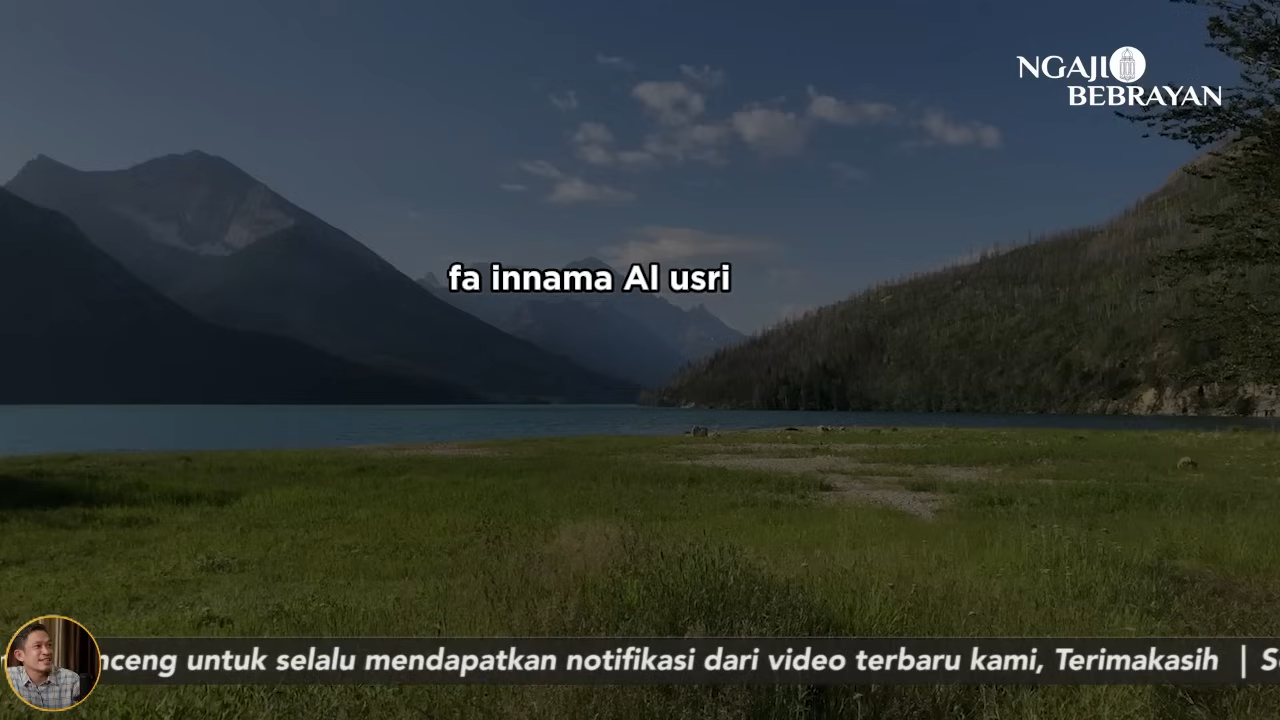 NGAJI
BEBRAYAN
fa innama Al usri
nceng untuk selalu mendapatkan notifikasi dari video terbaru kami, Terimakasih |